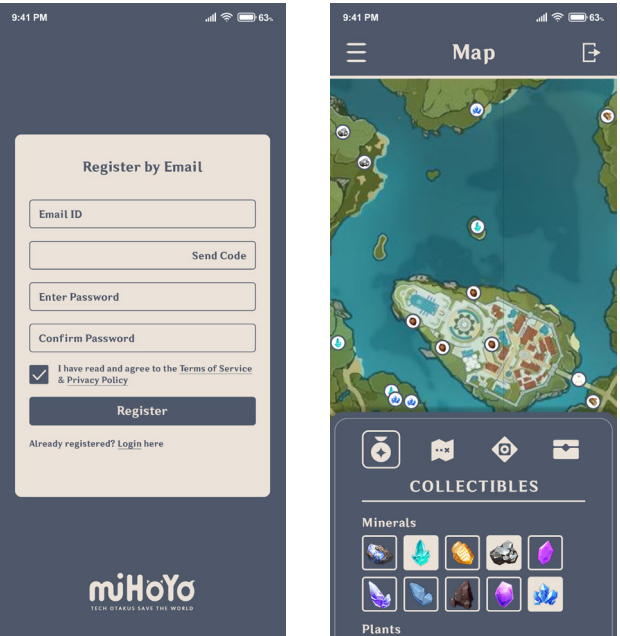 9:41 PM
63%
Register by Email
Email ID
Send Code
Enter Password
Confirm Password
I have read and agree to the Terms of Service
& Privacy Policy
Register
Already registered? Login here
miHoYo
TECH OTAKUS SAVE THE WORLD
9:41 PM
63%
Map
COLLECTIBLES
Minerals
Plants